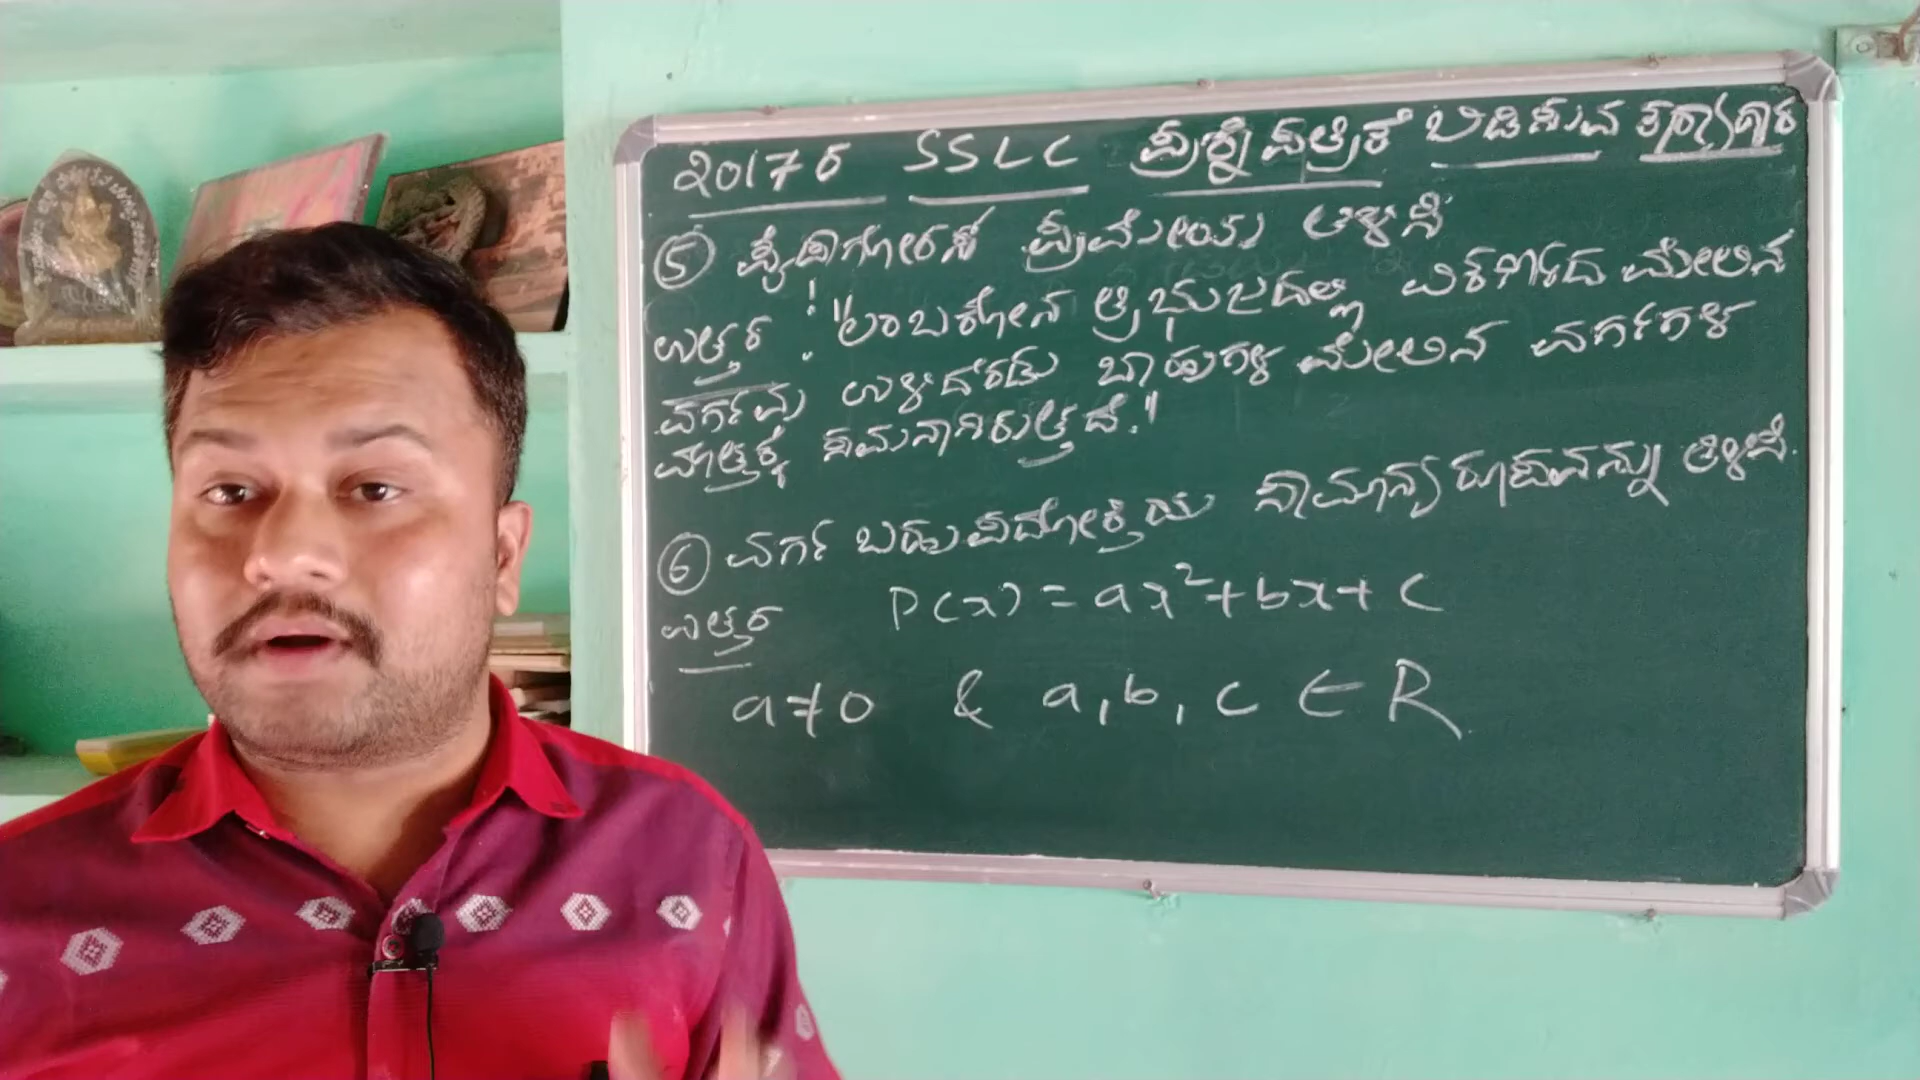 2017ರ SSLC ಪ್ರಶ್ನೆಪತ್ರಿಕೆ ಬಿಡಿಸುವ
⑤ ಪೈಥಾಗೋರಸ ಪ್ರಮೇಯ ತಿಳಿಸಿ
ಉತ್ತರ : "ಲಂಬಕೋನ ತ್ರಿಭುಜದಲ್ಲಿ ವಿಕರ್ಣದ ಮೇಲಿನ
ವರ್ಗವು ಉಳಿದೆರಡು ಬಾಹುಗಳ ಮೇಲಿನ ವರ್ಗಗಳ
ಮೊತ್ತಕ್ಕೆ ಸಮನಾಗಿರುತ್ತದೆ."
⑥ ವರ್ಗ ಬಹುಪದೋಕ್ತಿಯ ಸಾಮಾನ್ಯ ರೂಪವನ್ನು ತಿಳಿಸಿ.
ಉತ್ತರ P(x) = ax²+bx+c
a≠0 & a, b, c ∈ R